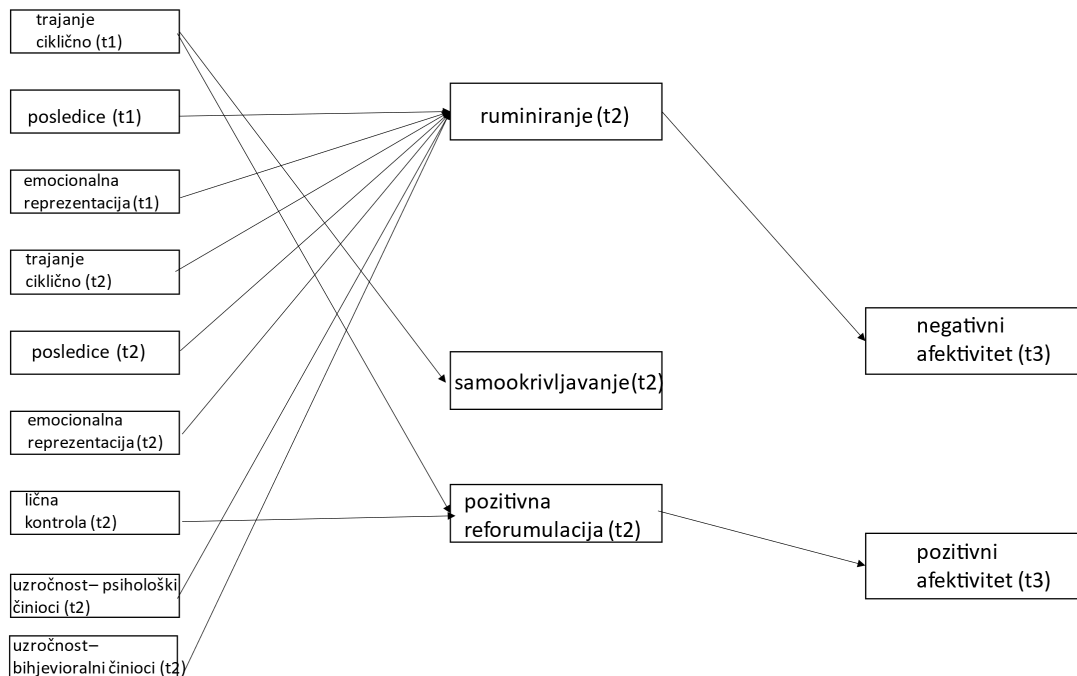 trajanje
ciklično (t1)
posledice (t1)
emocionalna
reprezentacija (t1)
trajanje
ciklično (t2)
posledice (t2)
emocionalna
reprezentacija (t2)
lična
kontrola (t2)
uzročnost– psihološki
činioci (t2)
uzročnost–
bihjevioralni činioci (t2)
ruminiranje (t2)
samookrivljavanje(t2)
pozitivna
reforumulacija (t2)
negativni
afektivitet (t3)
pozitivni
afektivitet (t3)